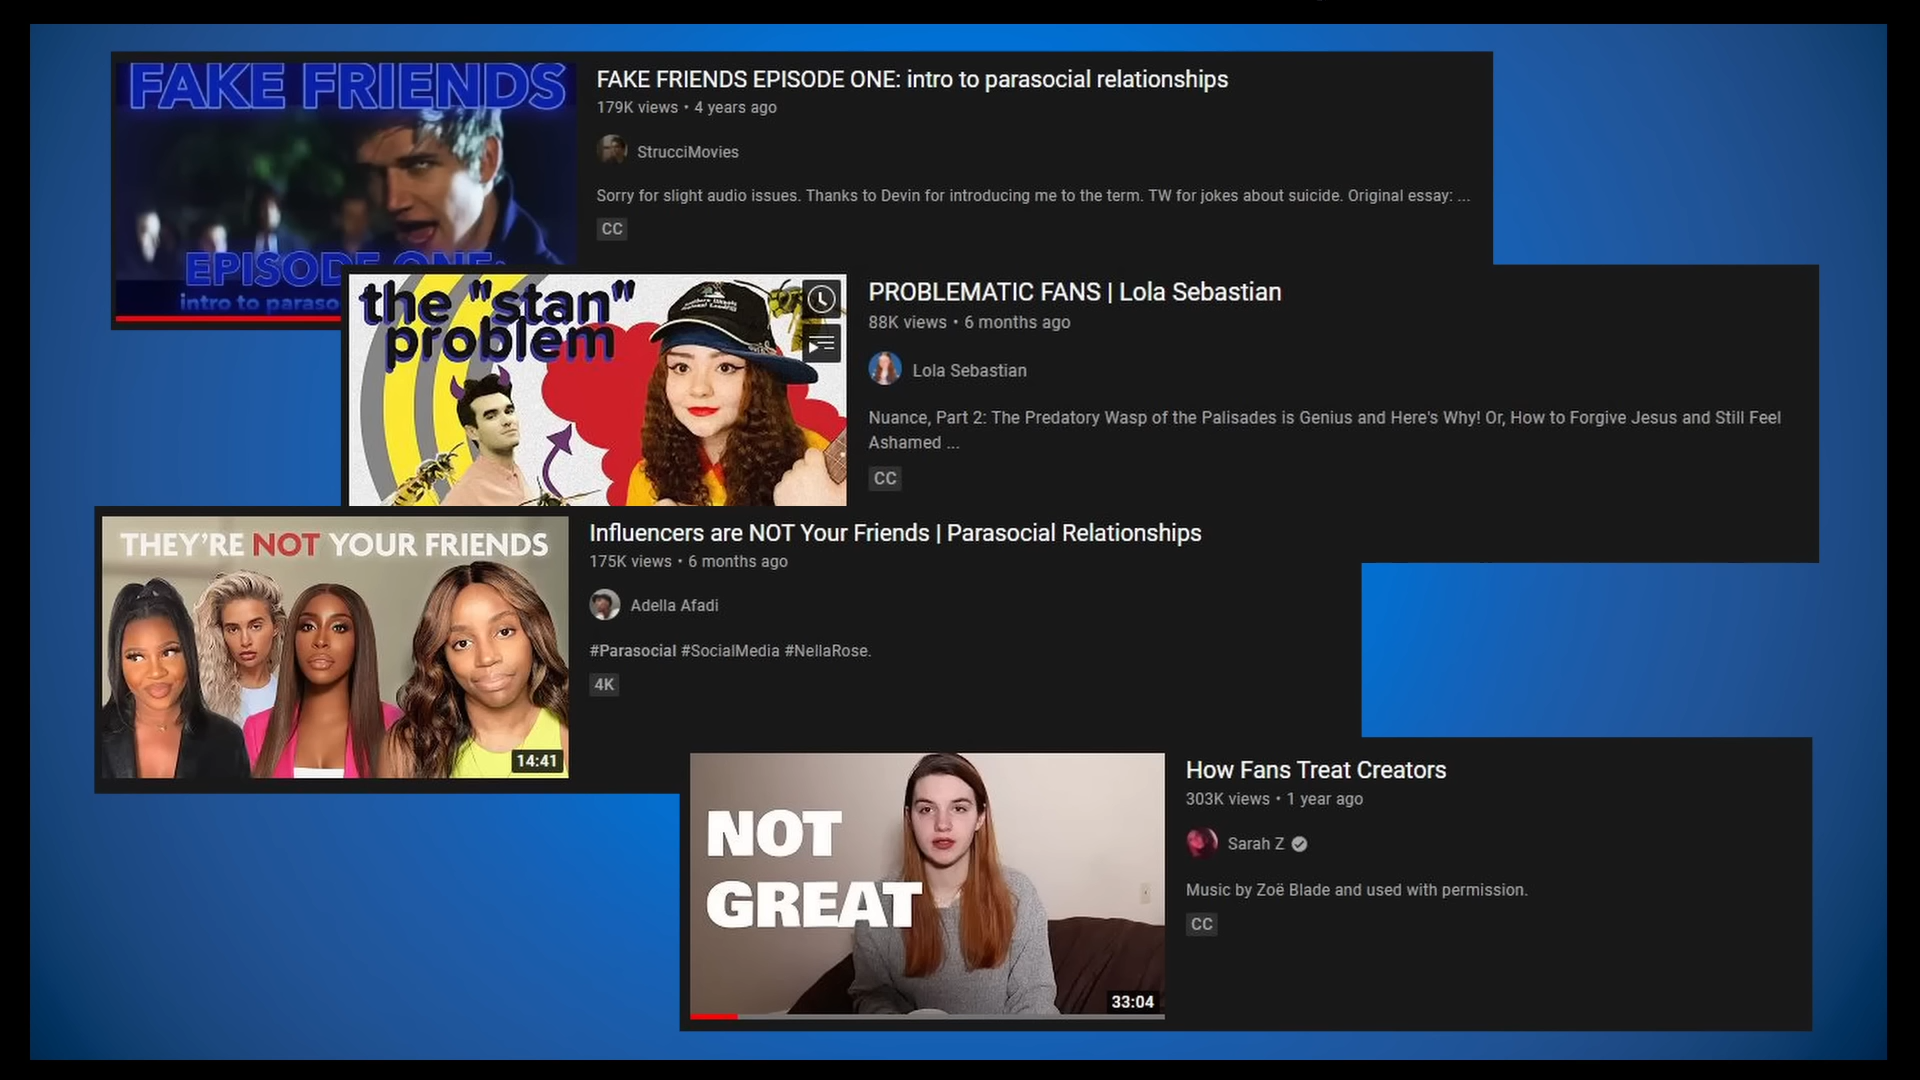 FAKE FRIENDS
EPISODE ONE:
intro to paraso
FAKE FRIENDS EPISODE ONE: intro to parasocial relationships
179K views • 4 years ago
StrucciMovies
Sorry for slight audio issues. Thanks to Devin for introducing me to the term. TW for jokes about suicide. Original essay: ...
CC
the "stan"
problem
PROBLEMATIC FANS | Lola Sebastian
88K views • 6 months ago
Lola Sebastian
Nuance, Part 2: The Predatory Wasp of the Palisades is Genius and Here's Why! Or, How to Forgive Jesus and Still Feel
Ashamed ...
CC
THEY'RE NOT YOUR FRIENDS
14:41
Influencers are NOT Your Friends | Parasocial Relationships
175K views • 6 months ago
Adella Afadi
#Parasocial #SocialMedia #NellaRose.
4K
NOT
GREAT
33:04
How Fans Treat Creators
303K views • 1 year ago
Sarah Z
Music by Zoë Blade and used with permission.
CC